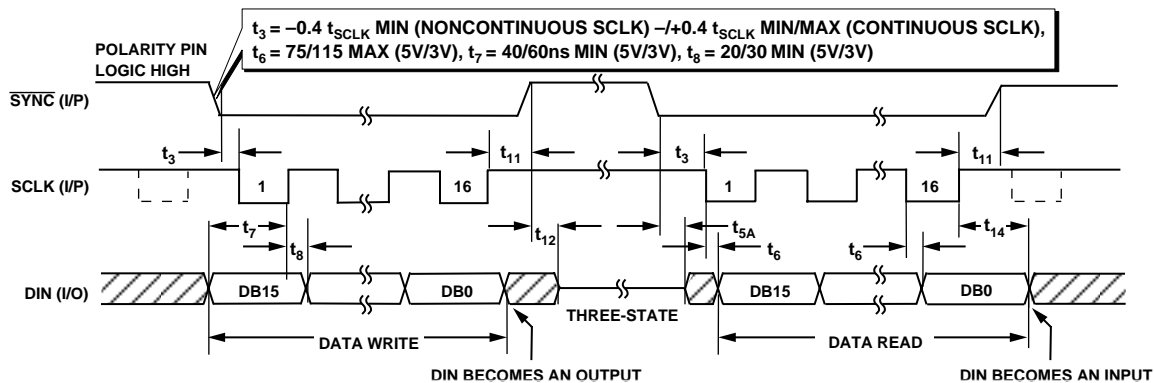 t3 = –0.4 tSCLK MIN (NONCONTINUOUS SCLK) –/+0.4 tSCLK MIN/MAX (CONTINUOUS SCLK),
t6 = 75/115 MAX (5V/3V), t7 = 40/60ns MIN (5V/3V), t8 = 20/30 MIN (5V/3V)
POLARITY PIN
LOGIC HIGH
SYNC (I/P)
t3
t11
t3
t11
SCLK (I/P)
1
16
1
16
t7
t8
t12
t5A
t6
t6
t14
DIN (I/O)
DB15
DB0
THREE-STATE
DB15
DB0
DATA WRITE
DATA READ
DIN BECOMES AN OUTPUT
DIN BECOMES AN INPUT